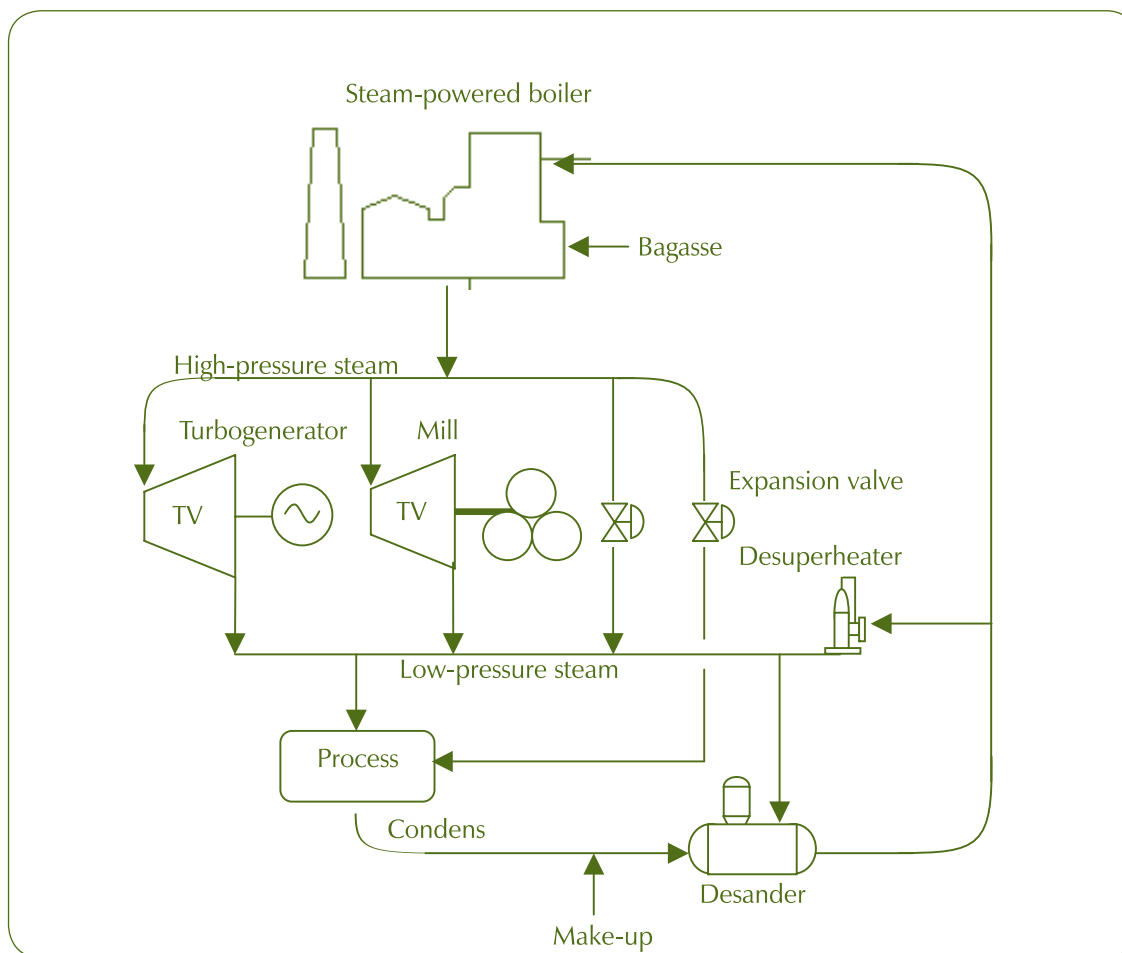 Steam-powered boiler
Bagasse
High-pressure steam
Turbogenerator
Mill
Expansion valve
TV
TV
Desuperheater
Low-pressure steam
Process
Condens
Desander
Make-up